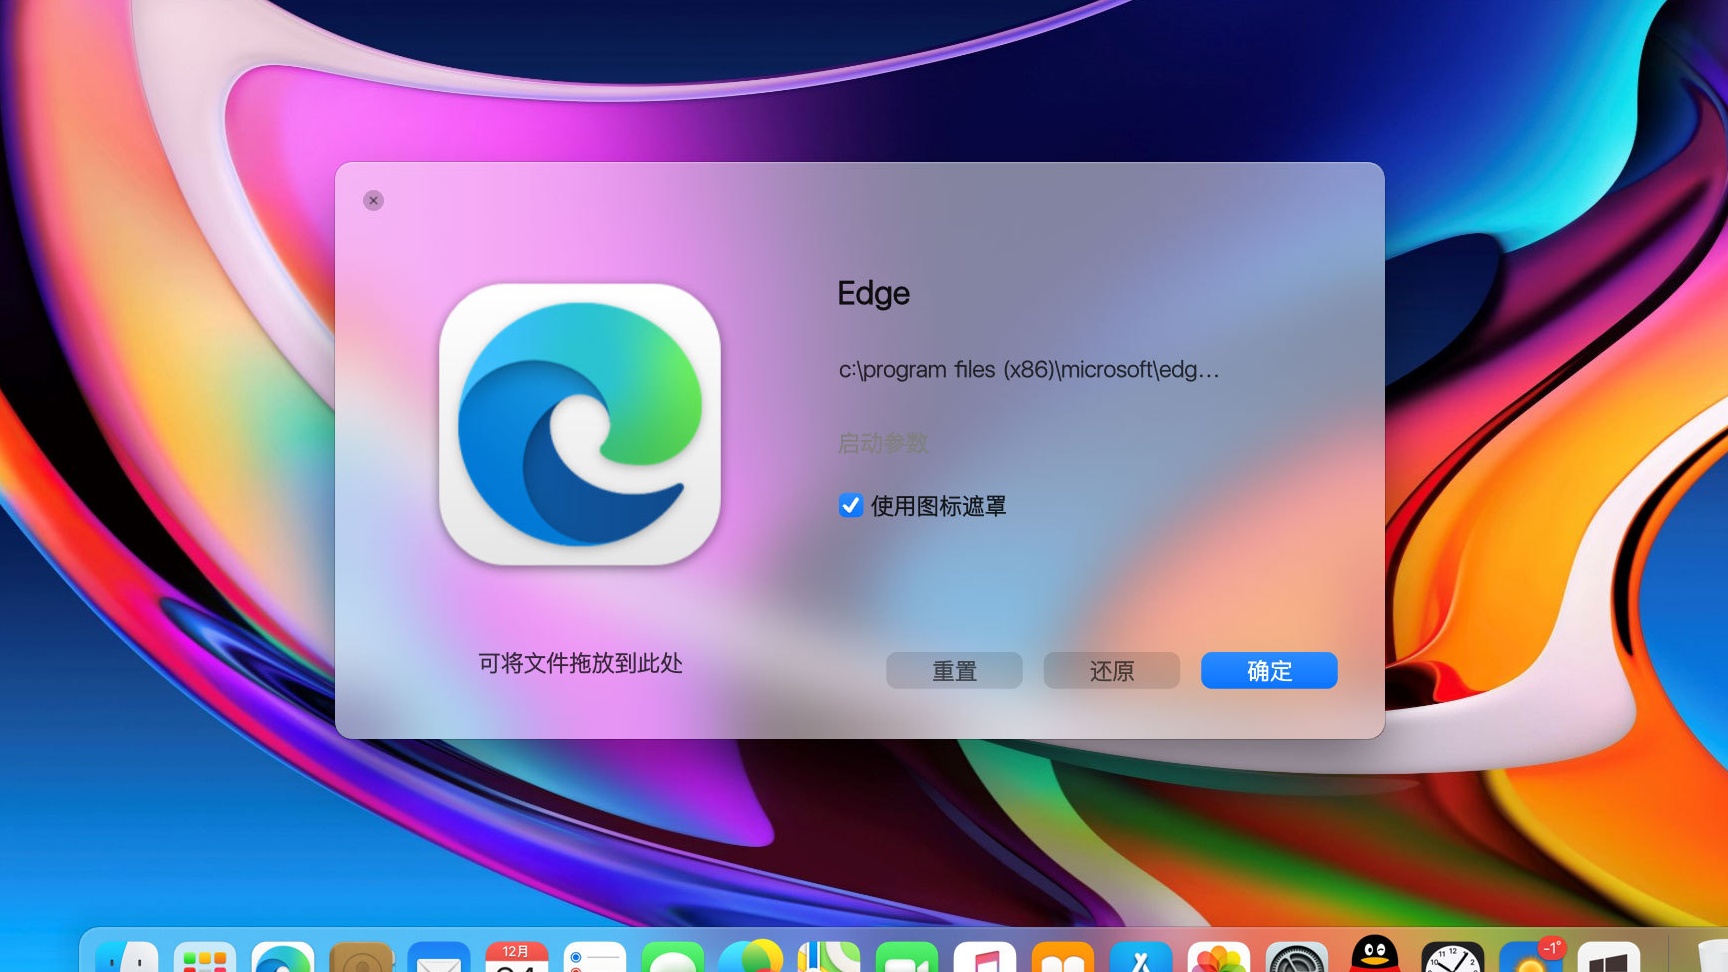 Edge
c:\program files (x86)\microsoft\edg...
启动参数
使用图标遮罩
可将文件拖放到此处
重置
还原
确定
12月
-1°